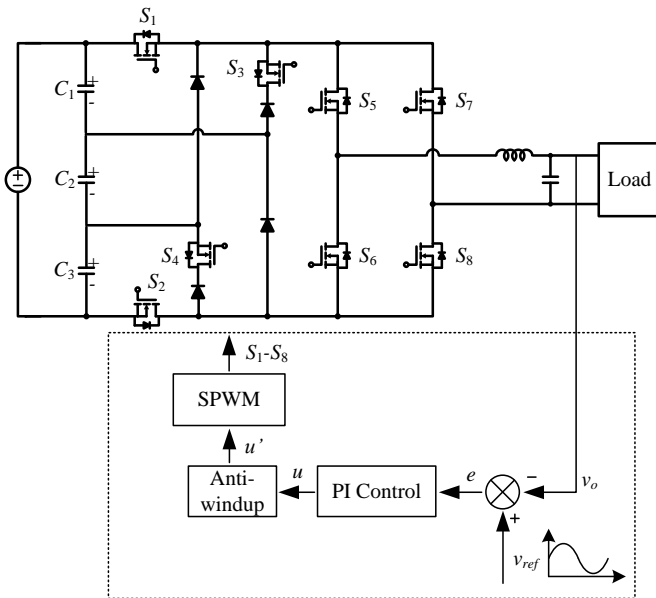 S1
+
C1
-
S3
S5
S7
+
C2
-
Load
+
C3
-
S4
S6
S8
S2
S1-S8
SPWM
u’
Anti-
windup
u
PI Control
e
−
+
vo
vref